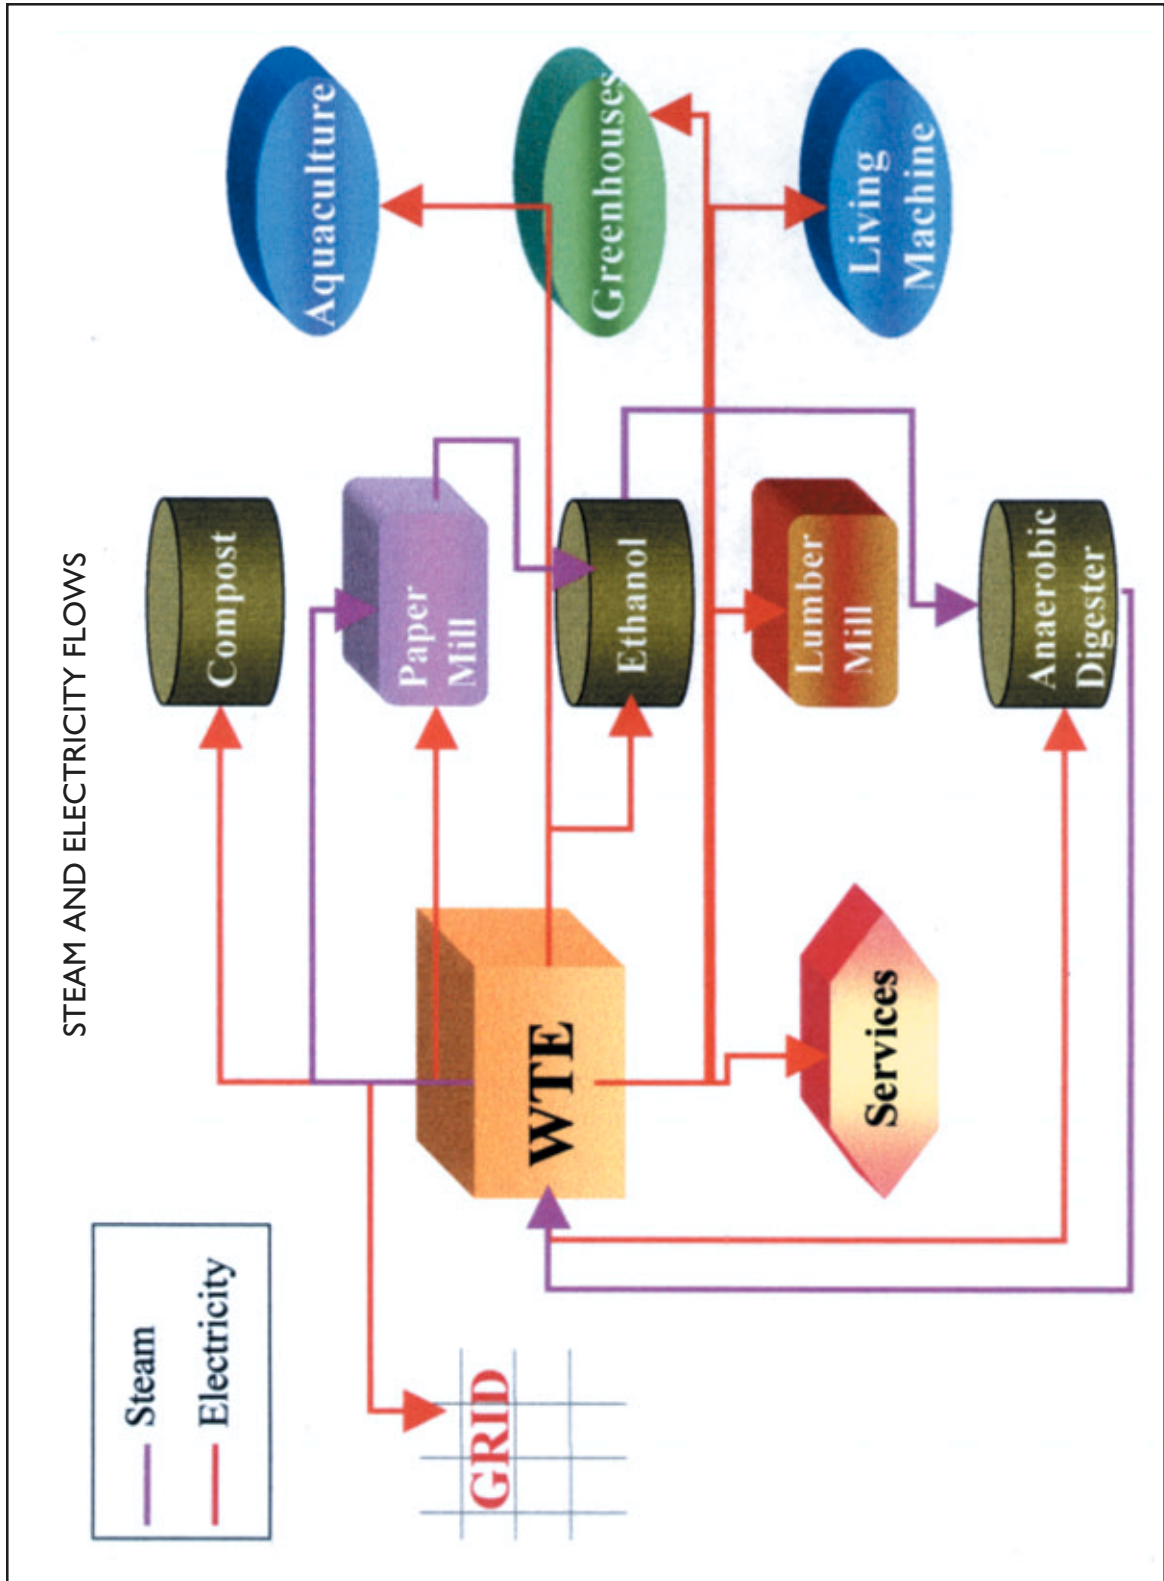 STEAM AND ELECTRICITY FLOWS
Steam
Electricity
GRID
WTE
Services
Compost
Paper
Mill
Ethanol
Lumber
Mill
Anaerobic
Digester
Aquaculture
Greenhouses
Living
Machine